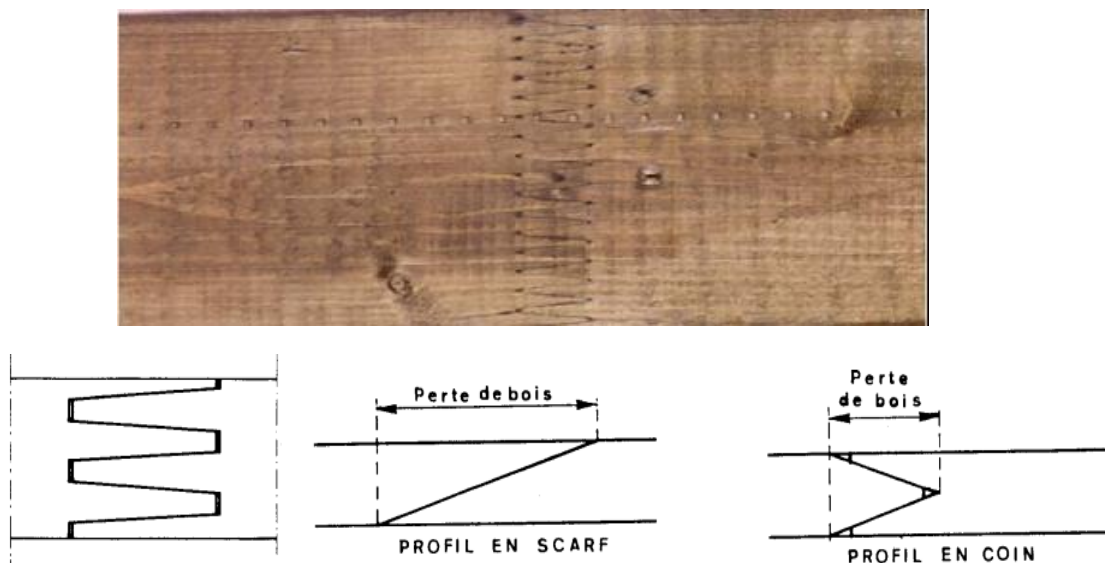 Perte de bois
PROFIL EN SCARF
Perte
de bois
PROFIL EN COIN